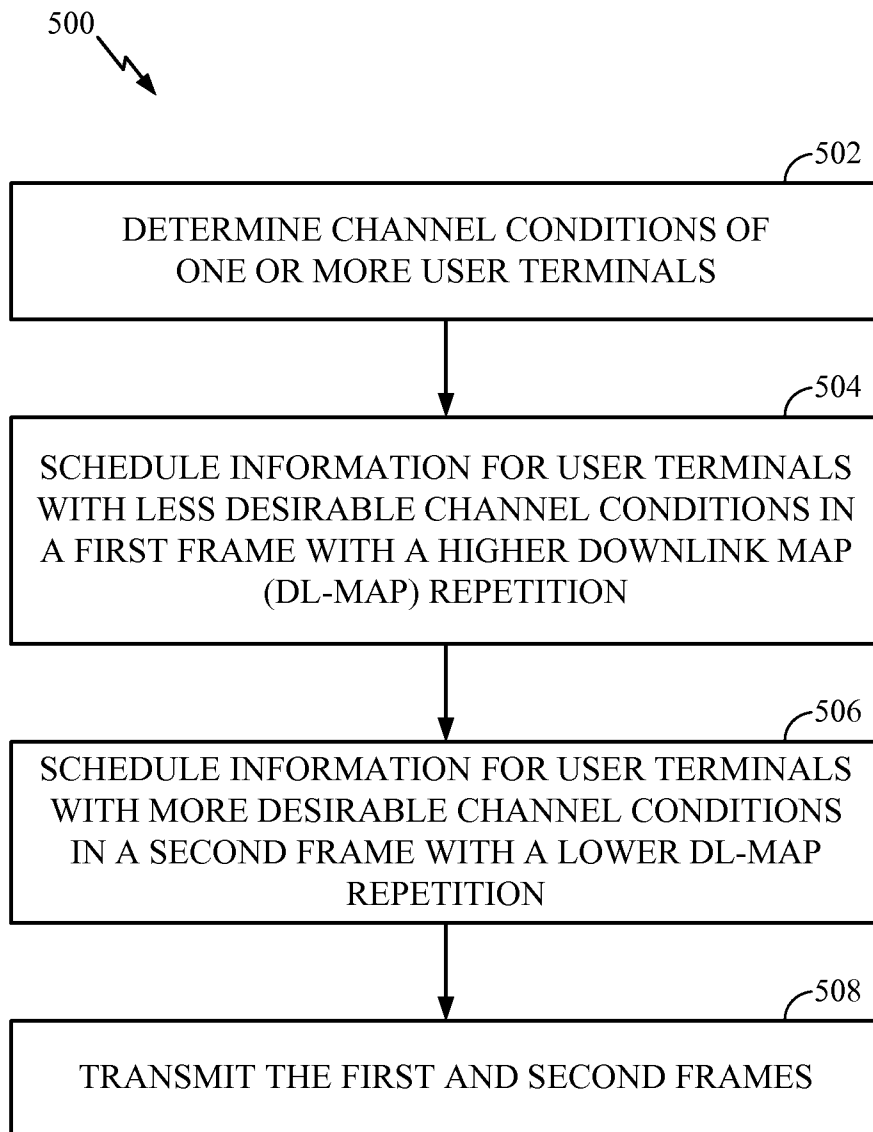 500
502
DETERMINE CHANNEL CONDITIONS OF
ONE OR MORE USER TERMINALS
504
SCHEDULE INFORMATION FOR USER TERMINALS
WITH LESS DESIRABLE CHANNEL CONDITIONS IN
A FIRST FRAME WITH A HIGHER DOWNLINK MAP
(DL-MAP) REPETITION
506
SCHEDULE INFORMATION FOR USER TERMINALS
WITH MORE DESIRABLE CHANNEL CONDITIONS
IN A SECOND FRAME WITH A LOWER DL-MAP
REPETITION
508
TRANSMIT THE FIRST AND SECOND FRAMES